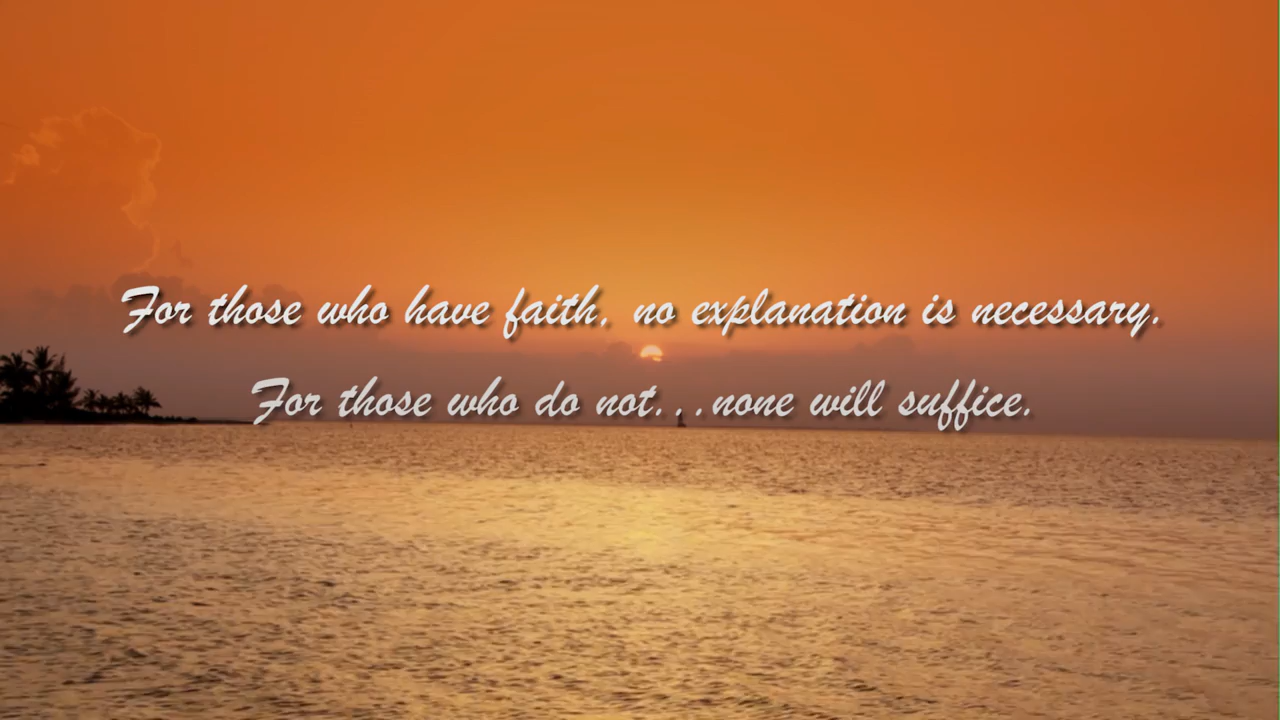 For those who have faith, no explanation is necessary.
For those who do not...none will suffice.